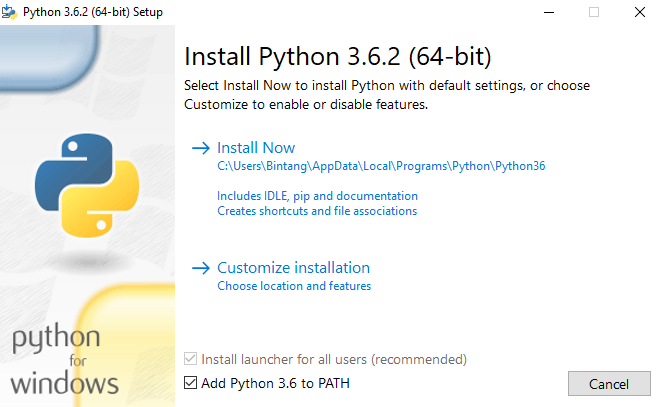 Python 3.6.2 (64-bit) Setup
Install Python 3.6.2 (64-bit)
Select Install Now to install Python with default settings, or choose
Customize to enable or disable features.
Install Now
C:\Users\Bintang\AppData\Local\Programs\Python\Python36
Includes IDLE, pip and documentation
Creates shortcuts and file associations
Customize installation
Choose location and features
python
for
windows
Install launcher for all users (recommended)
Add Python 3.6 to PATH
Cancel